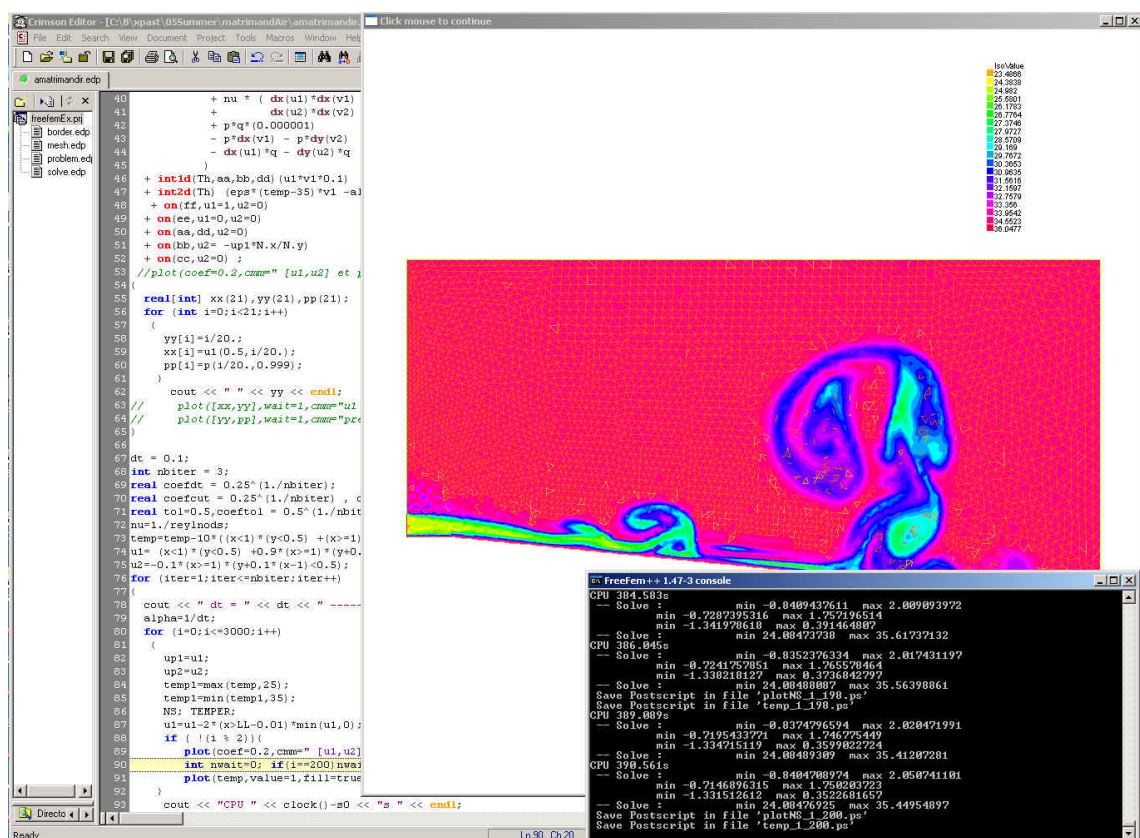 Crimson Editor - [C:\8\xpast\05Summer\matrimandAir\amatrimandir.
File Edit Search View Document Project Tools Macros Window Help
amatrimandir.edp
freefemEx.prj
border.edp
mesh.edp
problem.edp
solve.edp
Directo
40 + nu * ( dx(u1)*dx(v1)
41 + dx(u2)*dx(v2)
42 + p*q*(0.000001)
43 - p*dx(v1) - p*dy(v2)
44 - dx(u1)*q - dy(u2)*q
45 )
46 + int1d(Th,aa,bb,dd)(u1*v1*0.1)
47 + int2d(Th) (eps*(temp-35)*v1 -al
48 + on(ff,u1=1,u2=0)
49 + on(ee,u1=0,u2=0)
50 + on(aa,dd,u2=0)
51 + on(bb,u2= -up1*N.x/N.y)
52 + on(cc,u2=0) ;
53 //plot(coef=0.2,cmm=" [u1,u2] et p
54 {
55 real[int] xx(21),yy(21),pp(21);
56 for (int i=0;i<21;i++)
57 {
58 yy[i]=i/20.;
59 xx[i]=u1(0.5,i/20.);
60 pp[i]=p(i/20.,0.999);
61 }
62 cout << " " << yy << endl;
63 // plot([xx,yy],wait=1,cmm="u1
64 // plot([yy,pp],wait=1,cmm="pre
65 }
66
67 dt = 0.1;
68 int nbiter = 3;
69 real coefdt = 0.25^(1./nbiter);
70 real coefcut = 0.25^(1./nbiter) , c
71 real tol=0.5,coeftol = 0.5^(1./nbit
72 nu=1./reylnods;
73 temp=temp-10*((x<1)*(y<0.5) +(x>=1)
74 u1= (x<1)*(y<0.5) +0.9*(x>=1)*(y+0.
75 u2=-0.1*(x>=1)*(y+0.1*(x-1)<0.5);
76 for (iter=1;iter<=nbiter;iter++)
77 {
78 cout << " dt = " << dt << " -----
79 alpha=1/dt;
80 for (i=0;i<=3000;i++)
81 {
82 up1=u1;
83 up2=u2;
84 temp1=max(temp,25);
85 temp1=min(temp1,35);
86 NS; TEMPER;
87 u1=u1-2*(x>LL-0.01)*min(u1,0);
88 if ( !(i % 2)){
89 plot(coef=0.2,cmm=" [u1,u2]
90 int nwait=0; if(i==200)nwai
91 plot(temp,value=1,fill=true
92 }
93 cout << "CPU " << clock()-s0 << "s " << endl;
Ready
Ln 90, Ch 20
Click mouse to continue
IsoValue
23.4866
24.3838
24.982
25.5801
26.1783
26.7764
27.3746
27.9727
28.5709
29.169
29.7672
30.3653
30.9635
31.5616
32.1597
32.7579
33.356
33.9542
34.5523
36.0477
FreeFem++ 1.47-3 console
CPU 384.583s
-- Solve : min -0.8409437611 max 2.009093972
min -0.7287395316 max 1.757196514
min -1.341978618 max 0.391464807
-- Solve : min 24.08473738 max 35.61737132
CPU 386.045s
-- Solve : min -0.8352376334 max 2.017431197
min -0.7241757851 max 1.765578464
min -1.338218127 max 0.3736842797
-- Solve : min 24.08488087 max 35.56398861
Save Postscript in file 'plotNS_1_198.ps'
Save Postscript in file 'temp_1_198.ps'
CPU 389.089s
-- Solve : min -0.8374796594 max 2.020471991
min -0.7195433771 max 1.746775449
min -1.334715119 max 0.3599022724
-- Solve : min 24.08489309 max 35.41207281
CPU 390.561s
-- Solve : min -0.8404708974 max 2.050741101
min -0.7146896315 max 1.750203723
min -1.331512612 max 0.3522681657
-- Solve : min 24.08476925 max 35.44954897
Save Postscript in file 'plotNS_1_200.ps'
Save Postscript in file 'temp_1_200.ps'